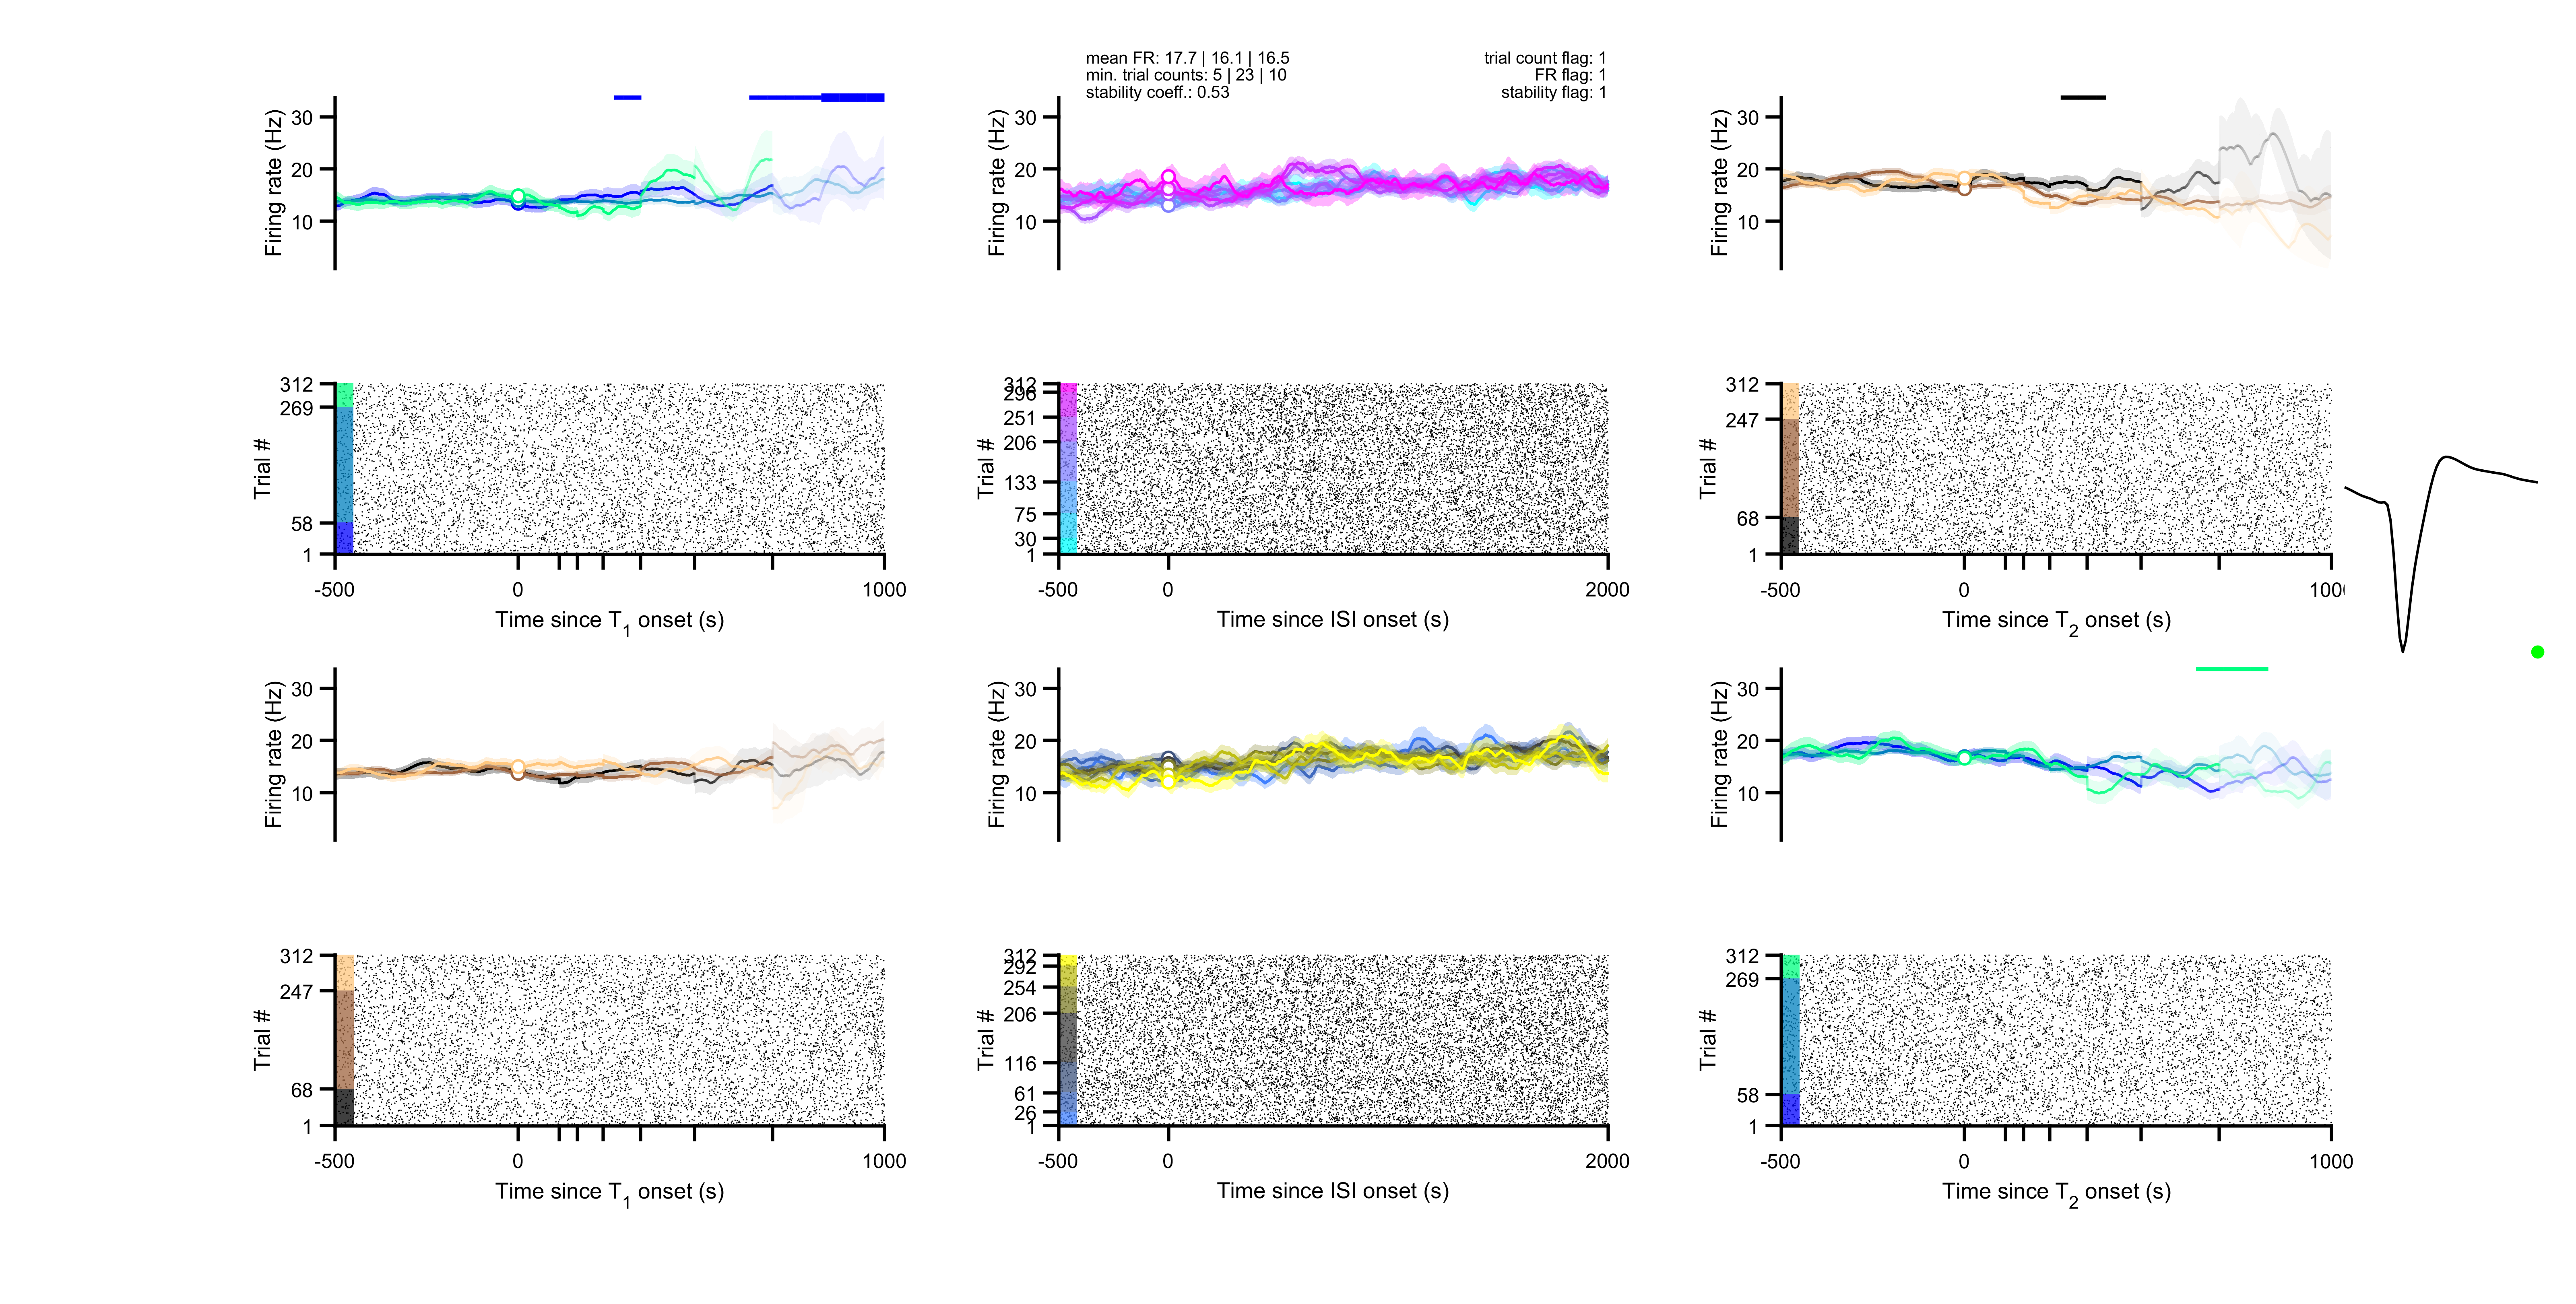 mean FR: 17.7 | 16.1 | 16.5
min. trial counts: 5 | 23 | 10
stability coeff.: 0.53
trial count flag: 1
FR flag: 1
stability flag: 1
Firing rate (Hz)
30
20
10
Firing rate (Hz)
30
20
10
Firing rate (Hz)
30
20
10
Trial #
312
269
58
1
-500
0
1000
Time since T1 onset (s)
Trial #
312
296
251
206
133
75
30
1
-500
0
2000
Time since ISI onset (s)
Trial #
312
247
68
1
-500
0
100
Time since T2 onset (s)
Firing rate (Hz)
30
20
10
Firing rate (Hz)
30
20
10
Firing rate (Hz)
30
20
10
Trial #
312
247
68
1
-500
0
1000
Time since T1 onset (s)
Trial #
312
292
254
206
116
61
26
1
-500
0
2000
Time since ISI onset (s)
Trial #
312
269
58
1
-500
0
1000
Time since T2 onset (s)